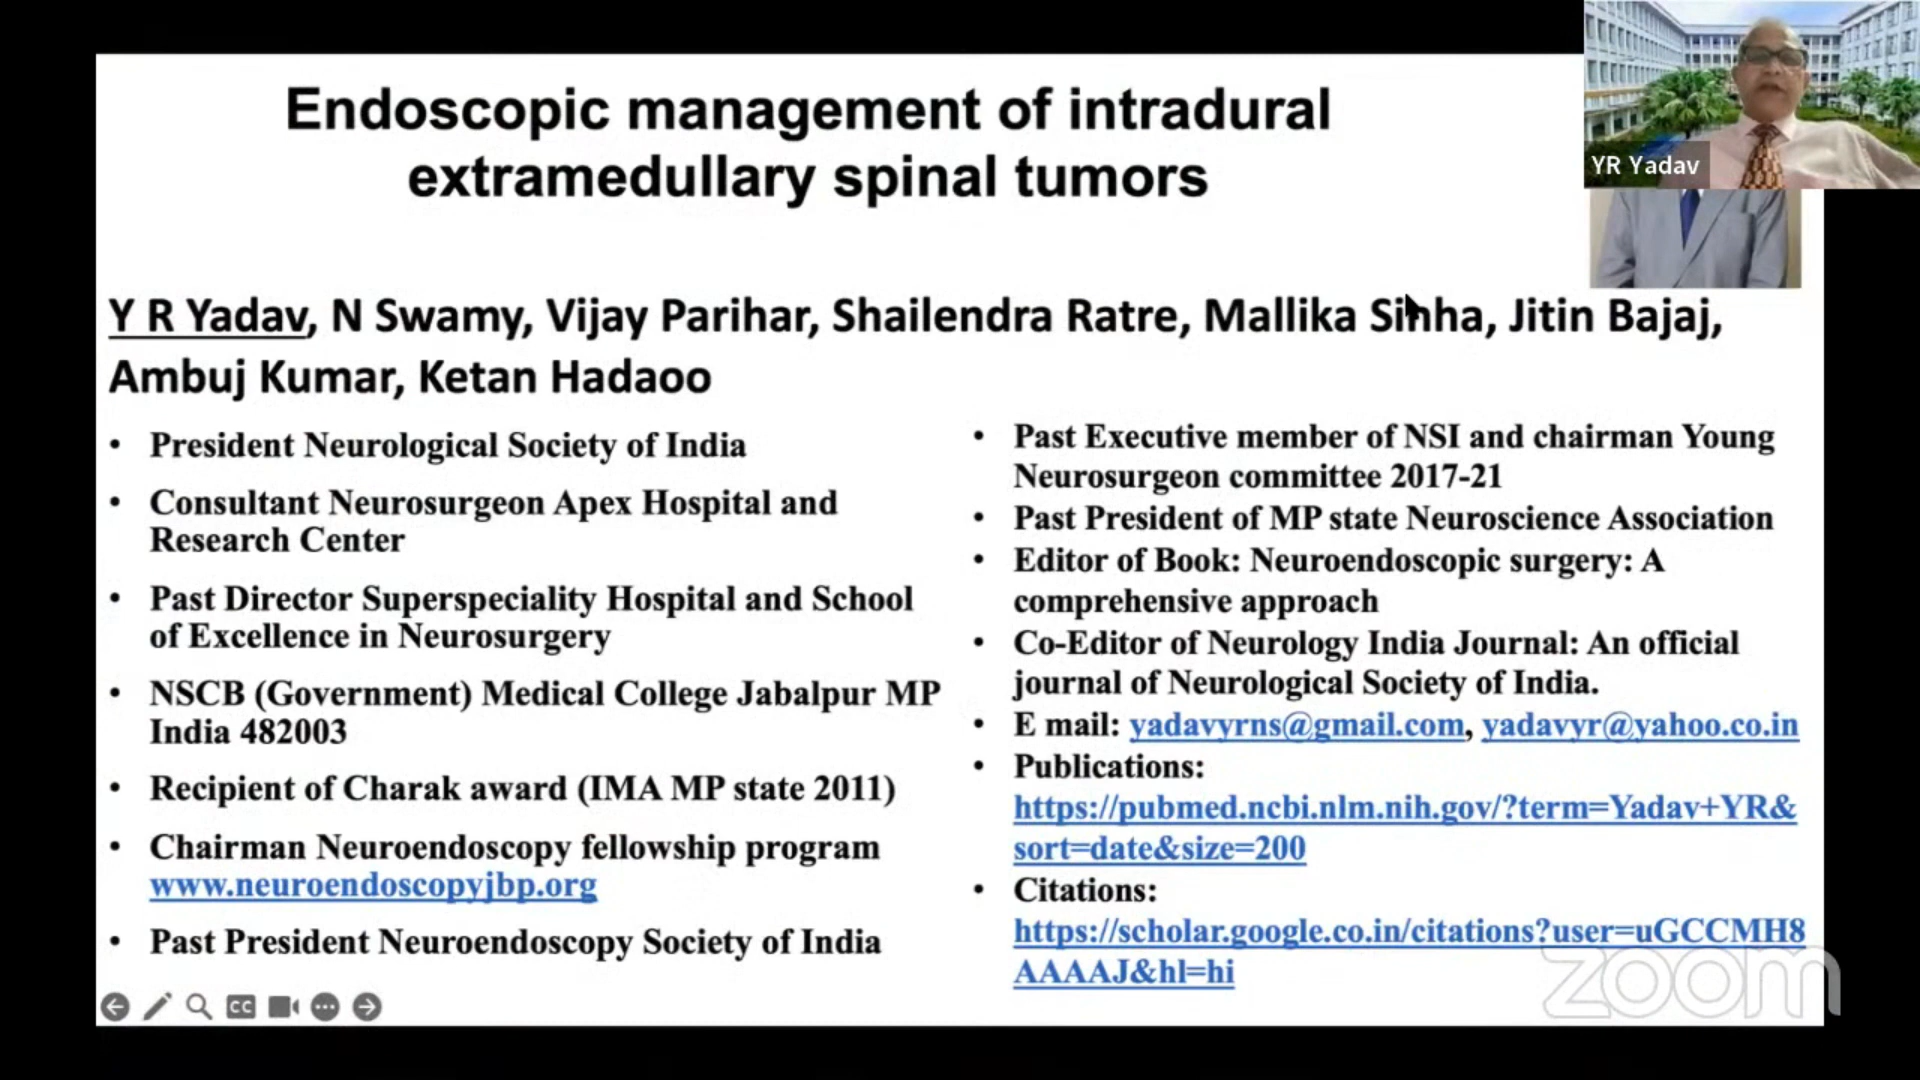 Endoscopic management of intradural
extramedullary spinal tumors
YR Yadav
Y R Yadav, N Swamy, Vijay Parihar, Shailendra Ratre, Mallika Sinha, Jitin Bajaj,
Ambuj Kumar, Ketan Hadaoo
• President Neurological Society of India
• Consultant Neurosurgeon Apex Hospital and
Research Center
• Past Director Superspeciality Hospital and School
of Excellence in Neurosurgery
• NSCB (Government) Medical College Jabalpur MP
India 482003
• Recipient of Charak award (IMA MP state 2011)
• Chairman Neuroendoscopy fellowship program
www.neuroendoscopyjbp.org
• Past President Neuroendoscopy Society of India
• Past Executive member of NSI and chairman Young
Neurosurgeon committee 2017-21
• Past President of MP state Neuroscience Association
• Editor of Book: Neuroendoscopic surgery: A
comprehensive approach
• Co-Editor of Neurology India Journal: An official
journal of Neurological Society of India.
• E mail: yadavyrns@gmail.com, yadavyr@yahoo.co.in
• Publications:
https://pubmed.ncbi.nlm.nih.gov/?term=Yadav+YR&
sort=date&size=200
• Citations:
https://scholar.google.co.in/citations?user=uGCCMH8
AAAAJ&hl=hi
CC
zoom